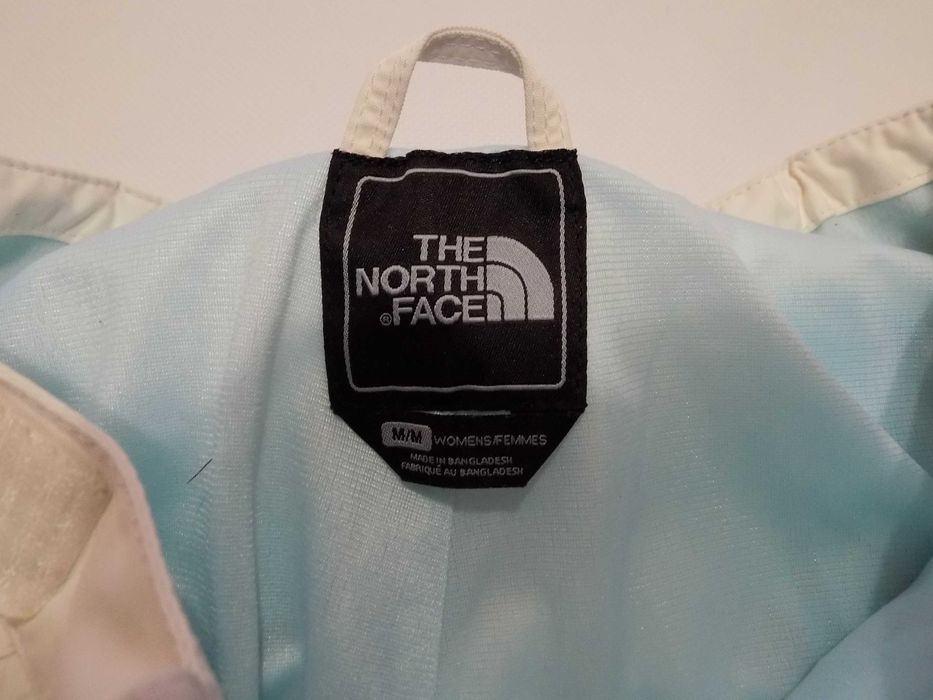 THE
NORTH
FACE
®
M/M WOMENS/FEMMES
MADE IN BANGLADESH
FABRIQUÉ AU BANGLADESH